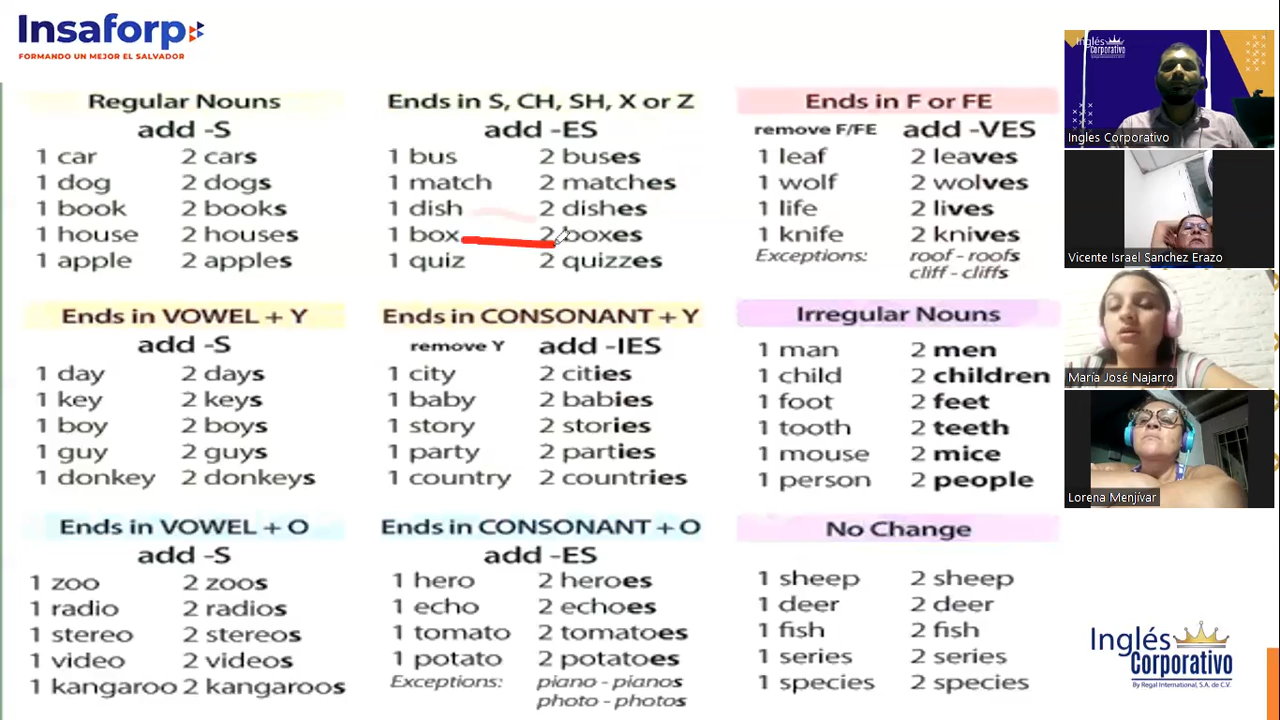 Insaforp
FORMANDO UN MEJOR EL SALVADOR
Regular Nouns
add -S
1 car 2 cars
1 dog 2 dogs
1 book 2 books
1 house 2 houses
1 apple 2 apples
Ends in S, CH, SH, X or Z
add -ES
1 bus 2 buses
1 match 2 matches
1 dish 2 dishes
1 box 2 boxes
1 quiz 2 quizzes
Ends in F or FE
remove F/FE add -VES
1 leaf 2 leaves
1 wolf 2 wolves
1 life 2 lives
1 knife 2 knives
Exceptions: roof - roofs
cliff - cliffs
Ends in VOWEL + Y
add -S
1 day 2 days
1 key 2 keys
1 boy 2 boys
1 guy 2 guys
1 donkey 2 donkeys
Ends in CONSONANT + Y
remove Y add -IES
1 city 2 cities
1 baby 2 babies
1 story 2 stories
1 party 2 parties
1 country 2 countries
Irregular Nouns
1 man 2 men
1 child 2 children
1 foot 2 feet
1 tooth 2 teeth
1 mouse 2 mice
1 person 2 people
Ends in VOWEL + O
add -S
1 zoo 2 zoos
1 radio 2 radios
1 stereo 2 stereos
1 video 2 videos
1 kangaroo 2 kangaroos
Ends in CONSONANT + O
add -ES
1 hero 2 heroes
1 echo 2 echoes
1 tomato 2 tomatoes
1 potato 2 potatoes
Exceptions: piano - pianos
photo - photos
No Change
1 sheep 2 sheep
1 deer 2 deer
1 fish 2 fish
1 series 2 series
1 species 2 species
Inglés
Corporativo
Ingles Corporativo
Vicente Israel Sanchez Erazo
María José Najarro
Lorena Menjívar
Inglés
Corporativo
By Regal International, S.A. de C.V.